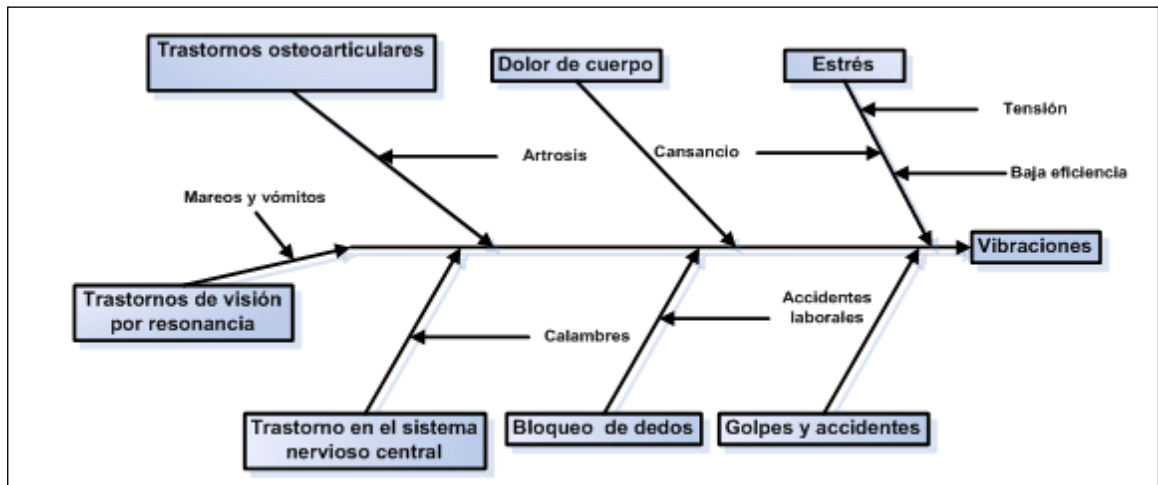 Trastornos osteoarticulares
Dolor de cuerpo
Estrés
Tensión
Artrosis
Cansancio
Baja eficiencia
Mareos y vómitos
Vibraciones
Trastornos de visión
por resonancia
Accidentes
laborales
Calambres
Trastorno en el sistema
nervioso central
Bloqueo de dedos
Golpes y accidentes